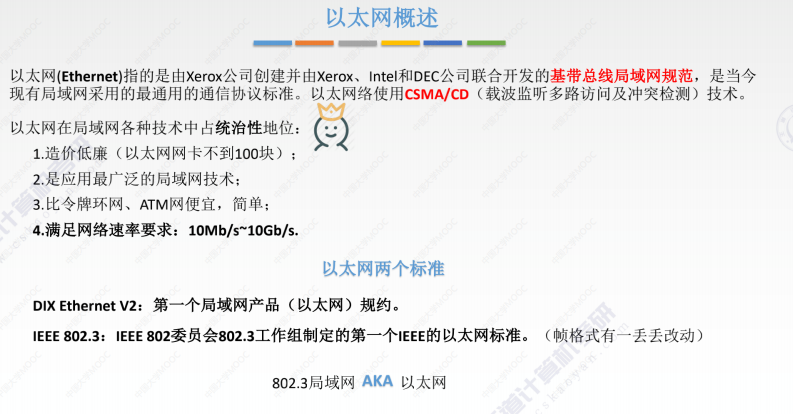 以太网概述
以太网(Ethernet)指的是由Xerox公司创建并由Xerox、Intel和DEC公司联合开发的基带总线局域网规范，是当今
现有局域网采用的最通用的通信协议标准。以太网络使用CSMA/CD（载波监听多路访问及冲突检测）技术。
以太网在局域网各种技术中占统治性地位：
1.造价低廉（以太网网卡不到100块）；
2.是应用最广泛的局域网技术；
3.比令牌环网、ATM网便宜，简单；
4.满足网络速率要求：10Mb/s~10Gb/s.
以太网两个标准
DIX Ethernet V2：第一个局域网产品（以太网）规约。
IEEE 802.3：IEEE 802委员会802.3工作组制定的第一个IEEE的以太网标准。（帧格式有一丢丢改动）
802.3局域网 AKA 以太网